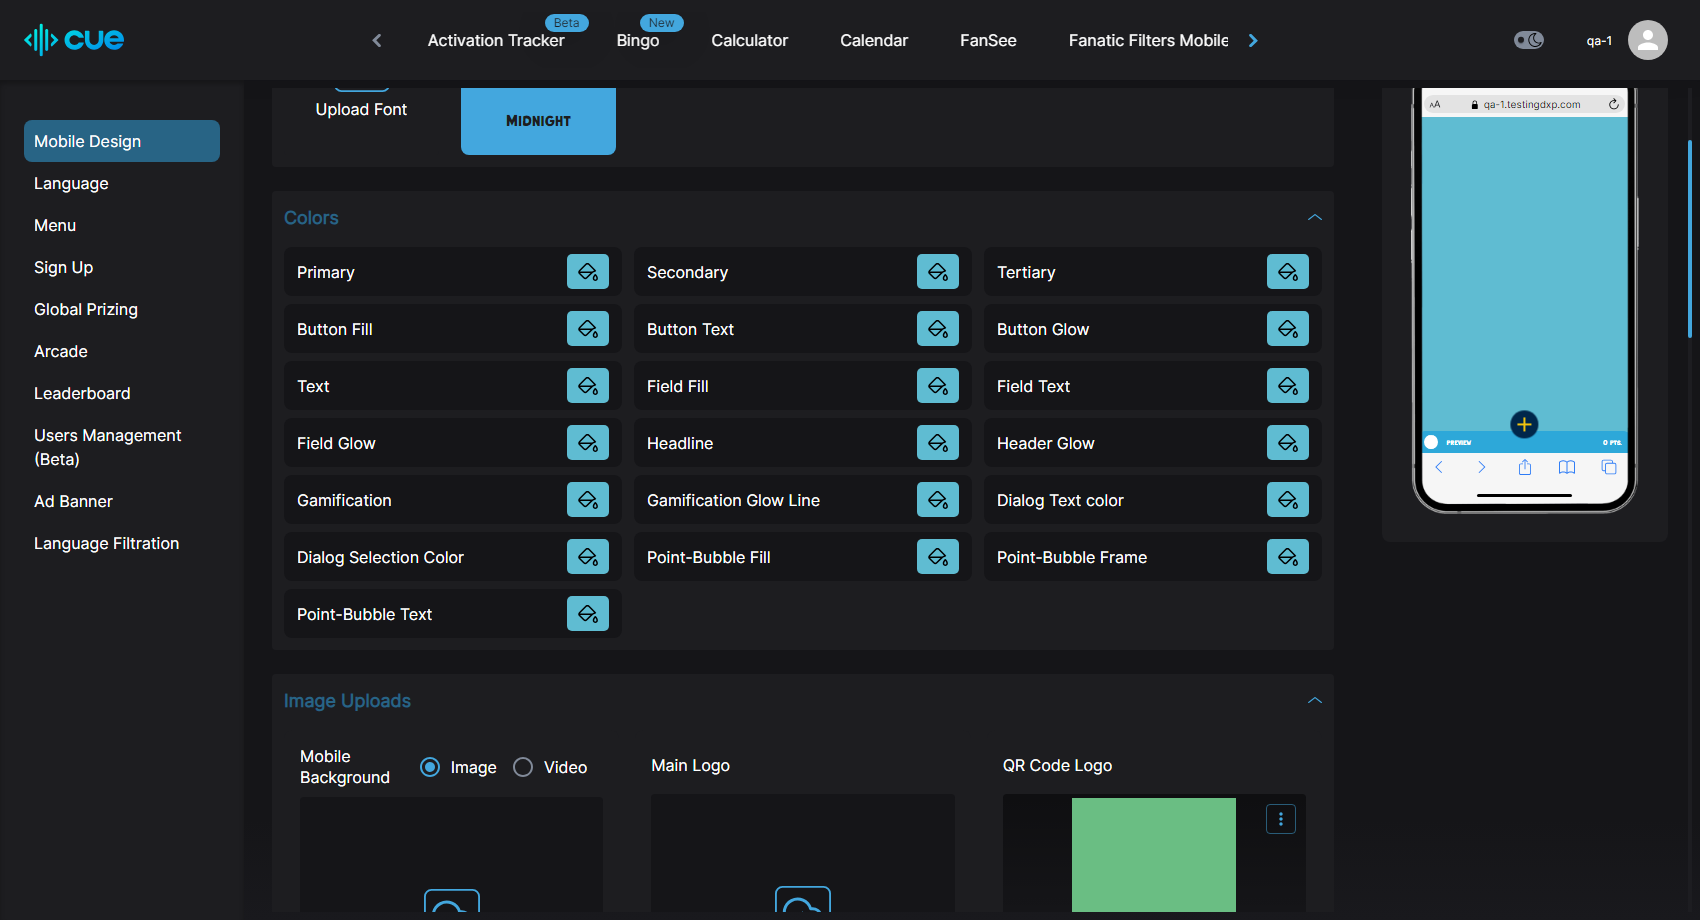 cue
Activation Tracker
Beta
Bingo
New
Calculator
Calendar
FanSee
Fanatic Filters Mobile
qa-1
Mobile Design
Language
Menu
Sign Up
Global Prizing
Arcade
Leaderboard
Users Management
(Beta)
Ad Banner
Language Filtration
Upload Font
MIDNIGHT
Colors
Primary
Secondary
Tertiary
Button Fill
Button Text
Button Glow
Text
Field Fill
Field Text
Field Glow
Headline
Header Glow
Gamification
Gamification Glow Line
Dialog Text color
Dialog Selection Color
Point-Bubble Fill
Point-Bubble Frame
Point-Bubble Text
Image Uploads
Mobile
Background
Image
Video
Main Logo
QR Code Logo
AA
qa-1.testingdxp.com
PREVIEW
0 PTS.